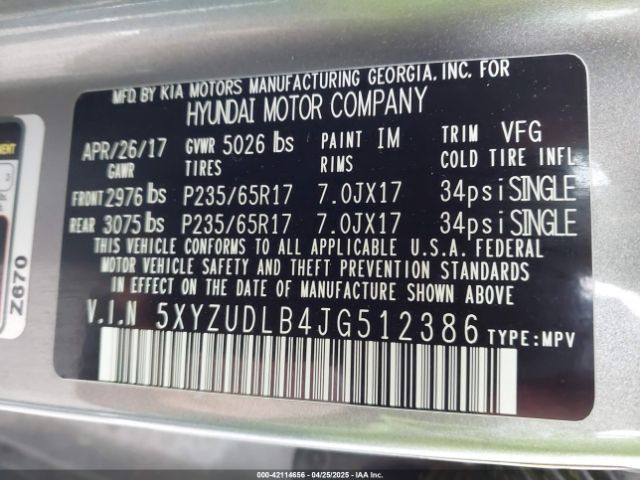 MFD. BY KIA MOTORS MANUFACTURING GEORGIA, INC. FOR
HYUNDAI MOTOR COMPANY
APR/26/17 GVWR 5026 lbs PAINT IM TRIM VFG
GAWR TIRES RIMS COLD TIRE INFL
FRONT 2976 lbs P235/65R17 7.0JX17 34psi SINGLE
REAR 3075 lbs P235/65R17 7.0JX17 34psi SINGLE
THIS VEHICLE CONFORMS TO ALL APPLICABLE U.S.A. FEDERAL
MOTOR VEHICLE SAFETY AND THEFT PREVENTION STANDARDS
IN EFFECT ON THE DATE OF MANUFACTURE SHOWN ABOVE.
V.I.N 5XYZUDLB4JG512386 TYPE:MPV
Z670
000-42114656 | 04/25/2025 | IAA Inc.